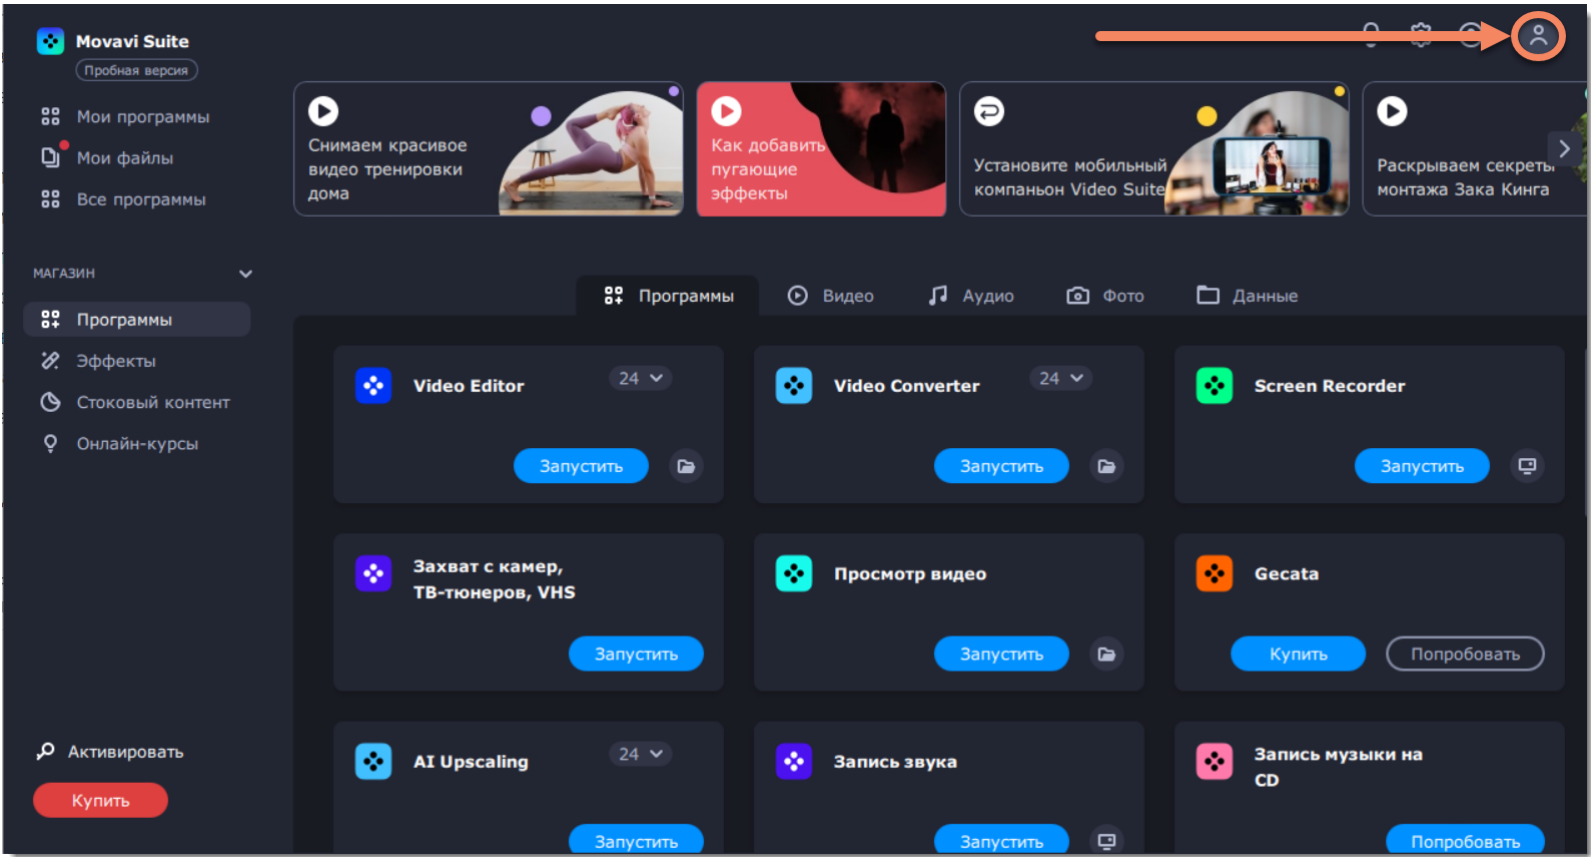 Movavi Suite
Пробная версия
Мои программы
Мои файлы
Все программы
МАГАЗИН
Программы
Эффекты
Стоковый контент
Онлайн-курсы
Активировать
Купить
Снимаем красивое
видео тренировки
дома
Как добавить
пугающие
эффекты
Установите мобильный
компаньон Video Suite
Раскрываем секреты
монтажа Зака Кинга
Программы
Видео
Аудио
Фото
Данные
Video Editor
24
Запустить
Video Converter
24
Запустить
Screen Recorder
Запустить
Захват с камер,
ТВ-тюнеров, VHS
Запустить
Просмотр видео
Запустить
Gecata
Купить
Попробовать
AI Upscaling
24
Запустить
Запись звука
Запустить
Запись музыки на
CD
Попробовать